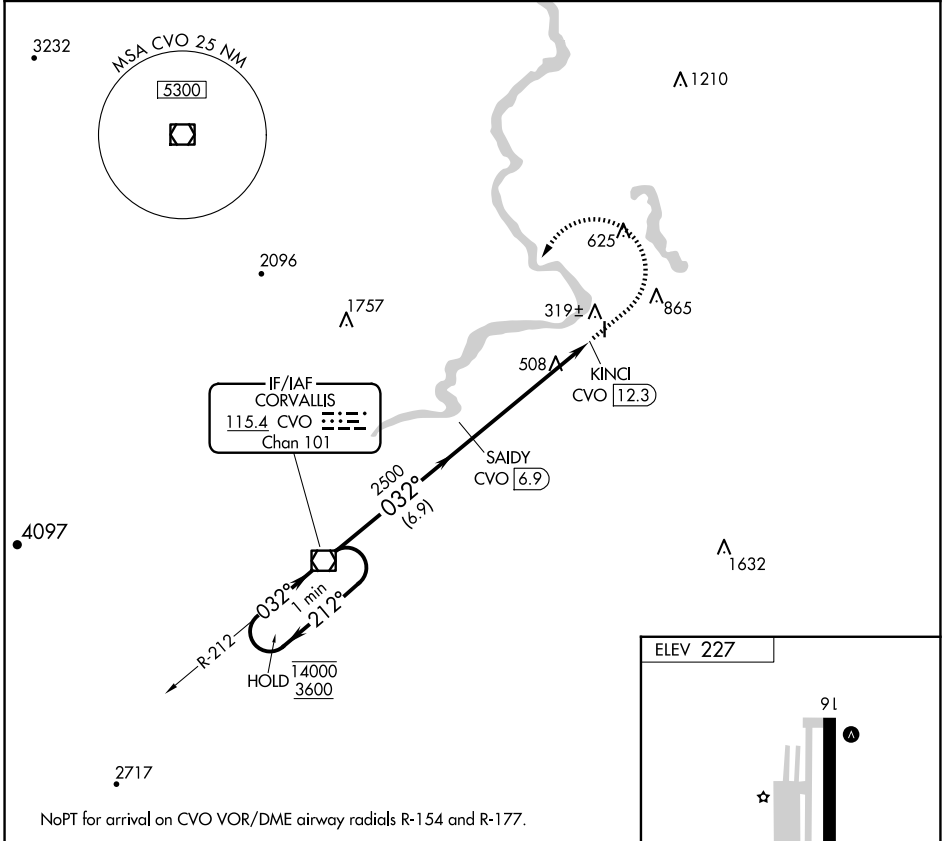 3232
MSA CVO 25 NM
5300
1210
625
2096
865
1757
319±
508
KINCI
CVO 12.3
IF/IAF
CORVALLIS
115.4 CVO
Chan 101
SAIDY
CVO 6.9
2500
032°
(6.9)
4097
1632
032°
1 min
212°
R-212
HOLD 14000
3600
ELEV 227
16
2717
NoPT for arrival on CVO VOR/DME airway radials R-154 and R-177.